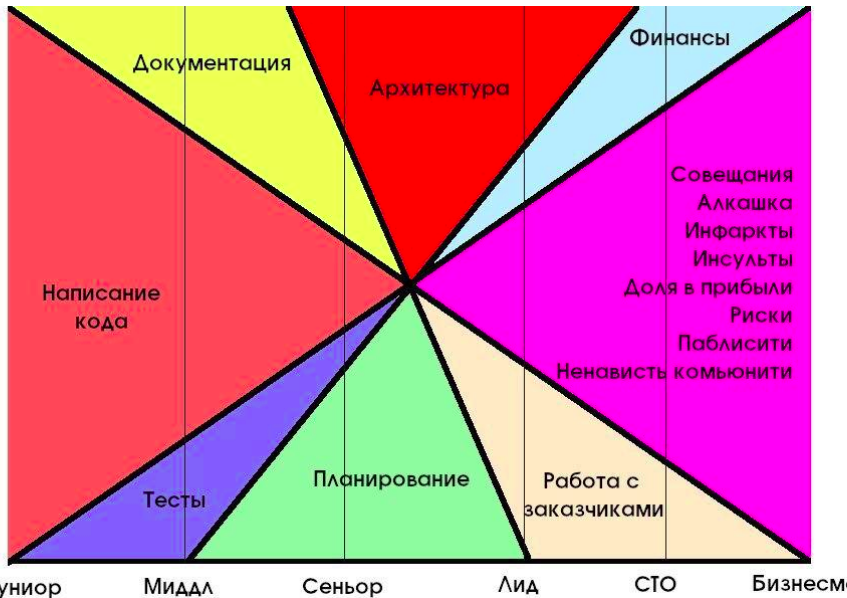 Документация
Архитектура
Финансы
Написание
кода
Совещания
Алкашка
Инфаркты
Инсульты
Доля в прибыли
Риски
Паблисити
Ненависть комьюнити
Тесты
Планирование
Работа с
заказчиками
униор Миддл Сеньор Лид СТО Бизнесм